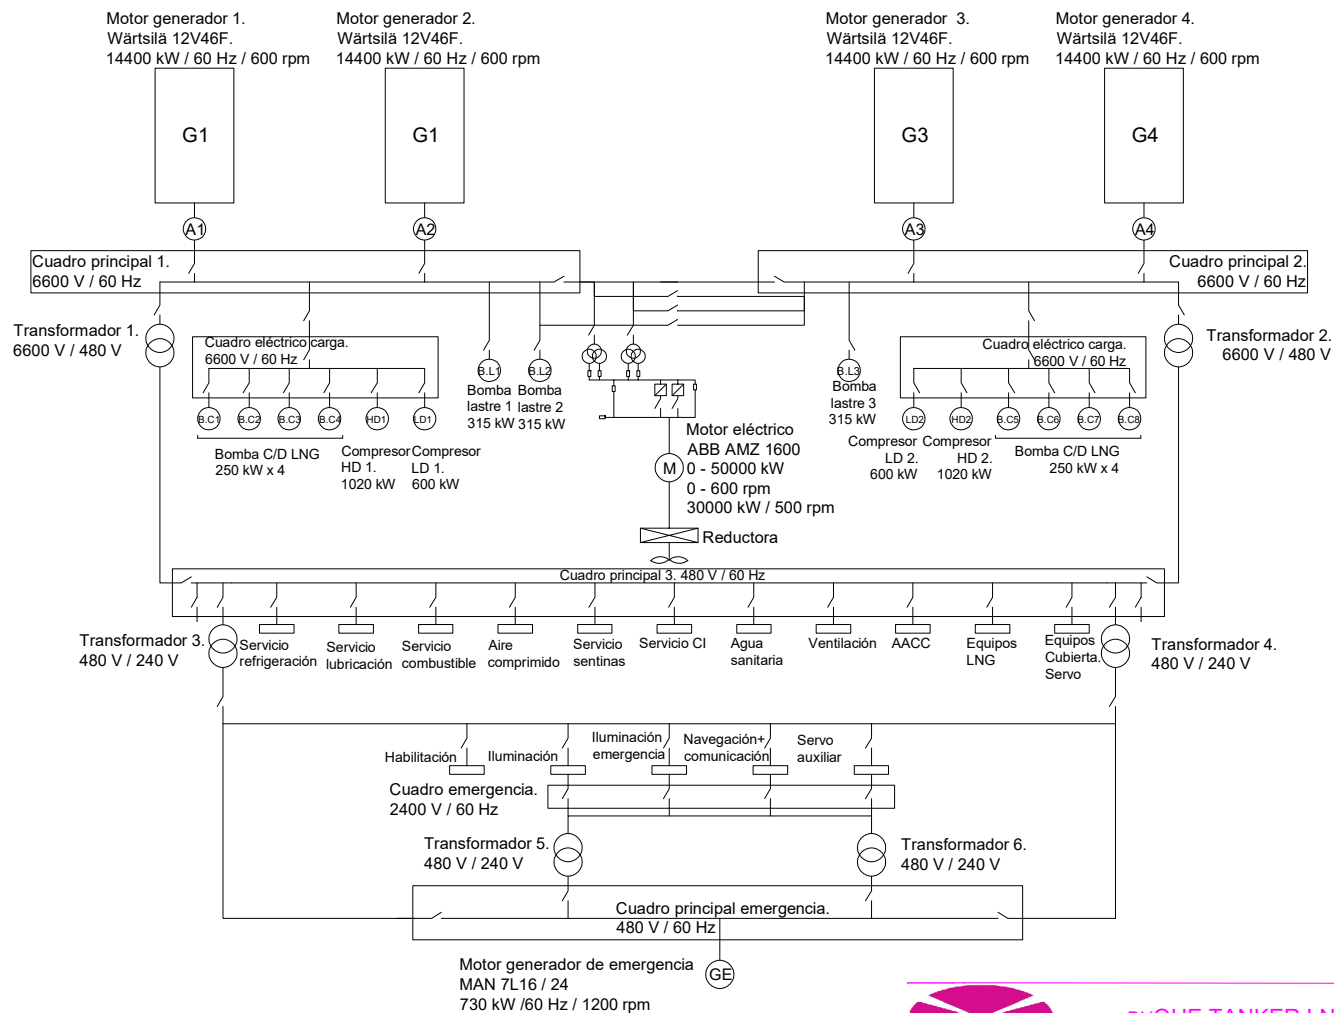 Motor generador 1.
Wärtsilä 12V46F.
14400 kW / 60 Hz / 600 rpm
Motor generador 2.
Wärtsilä 12V46F.
14400 kW / 60 Hz / 600 rpm
Motor generador 3.
Wärtsilä 12V46F.
14400 kW / 60 Hz / 600 rpm
Motor generador 4.
Wärtsilä 12V46F.
14400 kW / 60 Hz / 600 rpm
G1
G1
G3
G4
A1
A2
A3
A4
Cuadro principal 1.
6600 V / 60 Hz
Cuadro principal 2.
6600 V / 60 Hz
Transformador 1.
6600 V / 480 V
Cuadro eléctrico carga.
6600 V / 60 Hz
Cuadro eléctrico carga.
6600 V / 60 Hz
Transformador 2.
6600 V / 480 V
B.L1
B.L2
B.L3
Bomba
lastre 1
315 kW
Bomba
lastre 2
315 kW
Bomba
lastre 3
315 kW
B.C1
B.C2
B.C3
B.C4
HD1
LD1
LD2
HD2
B.C5
B.C6
B.C7
B.C8
Bomba C/D LNG
250 kW x 4
Compresor
HD 1.
1020 kW
Compresor
LD 1.
600 kW
Motor eléctrico
ABB AMZ 1600
0 - 50000 kW
0 - 600 rpm
30000 kW / 500 rpm
M
Compresor
LD 2.
600 kW
Compresor
HD 2.
1020 kW
Bomba C/D LNG
250 kW x 4
Reductora
Cuadro principal 3. 480 V / 60 Hz
Transformador 3.
480 V / 240 V
Servicio
refrigeración
Servicio
lubricación
Servicio
combustible
Aire
comprimido
Servicio
sentinas
Servicio CI
Agua
sanitaria
Ventilación
AACC
Equipos
LNG
Equipos
Cubierta.
Servo
Transformador 4.
480 V / 240 V
Habilitación
Iluminación
Iluminación
emergencia
Navegación+
comunicación
Servo
auxiliar
Cuadro emergencia.
2400 V / 60 Hz
Transformador 5.
480 V / 240 V
Transformador 6.
480 V / 240 V
Cuadro principal emergencia.
480 V / 60 Hz
Motor generador de emergencia
MAN 7L16 / 24
730 kW /60 Hz / 1200 rpm
GE
TANKER